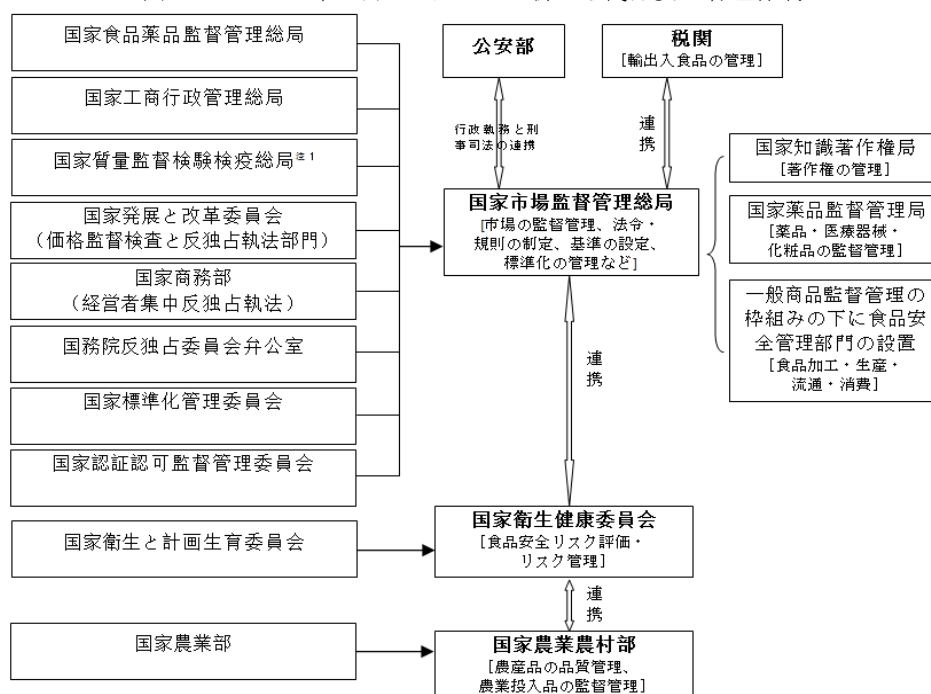 国家食品薬品監督管理総局
国家工商行政管理総局
国家質量監督検験検疫総局注1
国家発展と改革委員会
（価格監督検査と反独占執法部門）
国家商務部
（経営者集中反独占執法）
国務院反独占委員会弁公室
国家標準化管理委員会
国家認証認可監督管理委員会
国家衛生と計画生育委員会
国家農業部
公安部
税関
[輸出入食品の管理]
行政執務と刑
事司法の連携
連携
国家市場監督管理総局
[市場の監督管理、法令・
規則の制定、基準の設定、
標準化の管理など]
連携
国家衛生健康委員会
[食品安全リスク評価・
リスク管理]
連携
国家農業農村部
[農産品の品質管理、
農業投入品の監督管理]
国家知識著作権局
[著作権の管理]
国家薬品監督管理局
[薬品・医療器械・
化粧品の監督管理]
一般商品監督管理の
枠組みの下に食品安
全管理部門の設置
[食品加工・生産・
流通・消費]